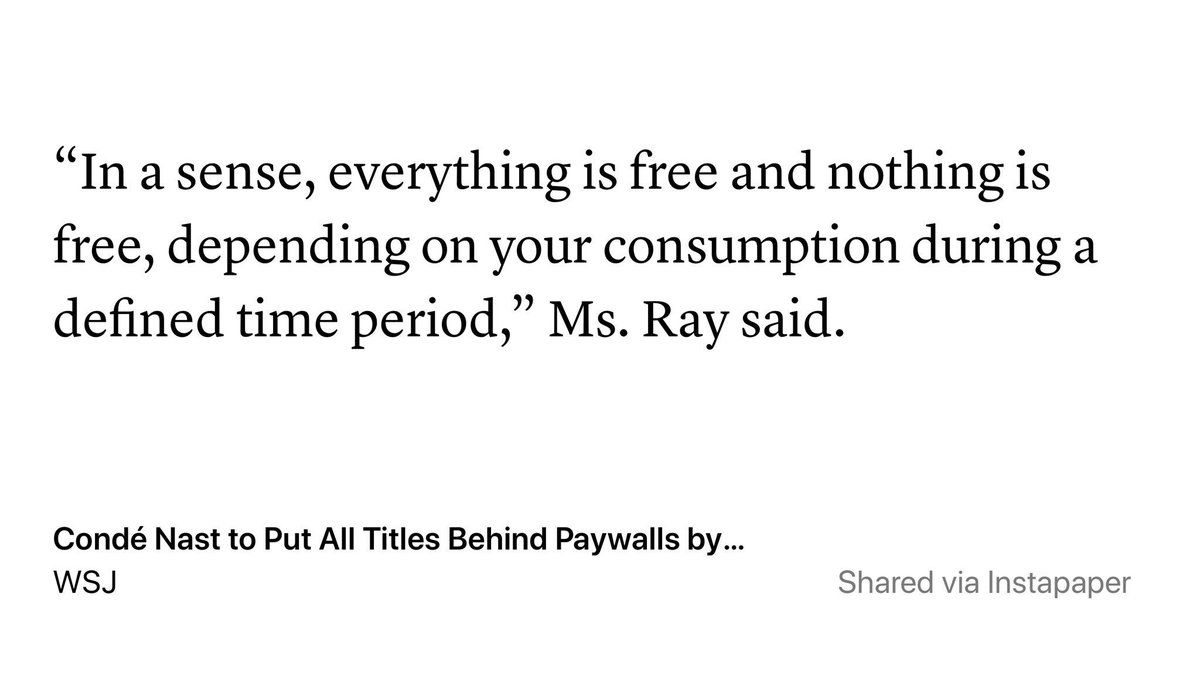 “In a sense, everything is free and nothing is
free, depending on your consumption during a
defined time period,” Ms. Ray said.
Condé Nast to Put All Titles Behind Paywalls by…
WSJ
Shared via Instapaper